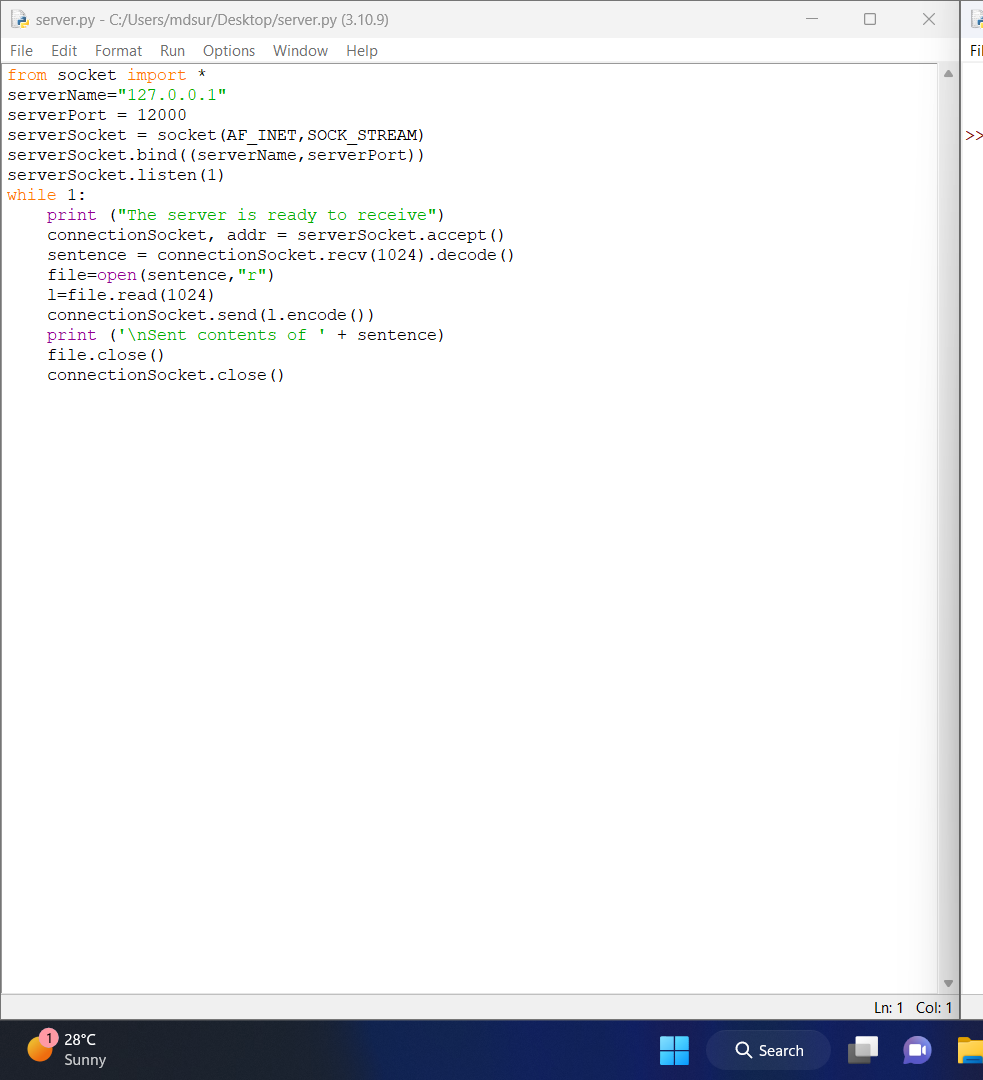 server.py - C:/Users/mdsur/Desktop/server.py (3.10.9)
File Edit Format Run Options Window Help
from socket import *
serverName="127.0.0.1"
serverPort = 12000
serverSocket = socket(AF_INET,SOCK_STREAM)
serverSocket.bind((serverName,serverPort))
serverSocket.listen(1)
while 1:
    print ("The server is ready to receive")
    connectionSocket, addr = serverSocket.accept()
    sentence = connectionSocket.recv(1024).decode()
    file=open(sentence,"r")
    l=file.read(1024)
    connectionSocket.send(l.encode())
    print ('\nSent contents of ' + sentence)
    file.close()
    connectionSocket.close()
Fil
>>
Ln: 1 Col: 1
1
28°C
Sunny
Search